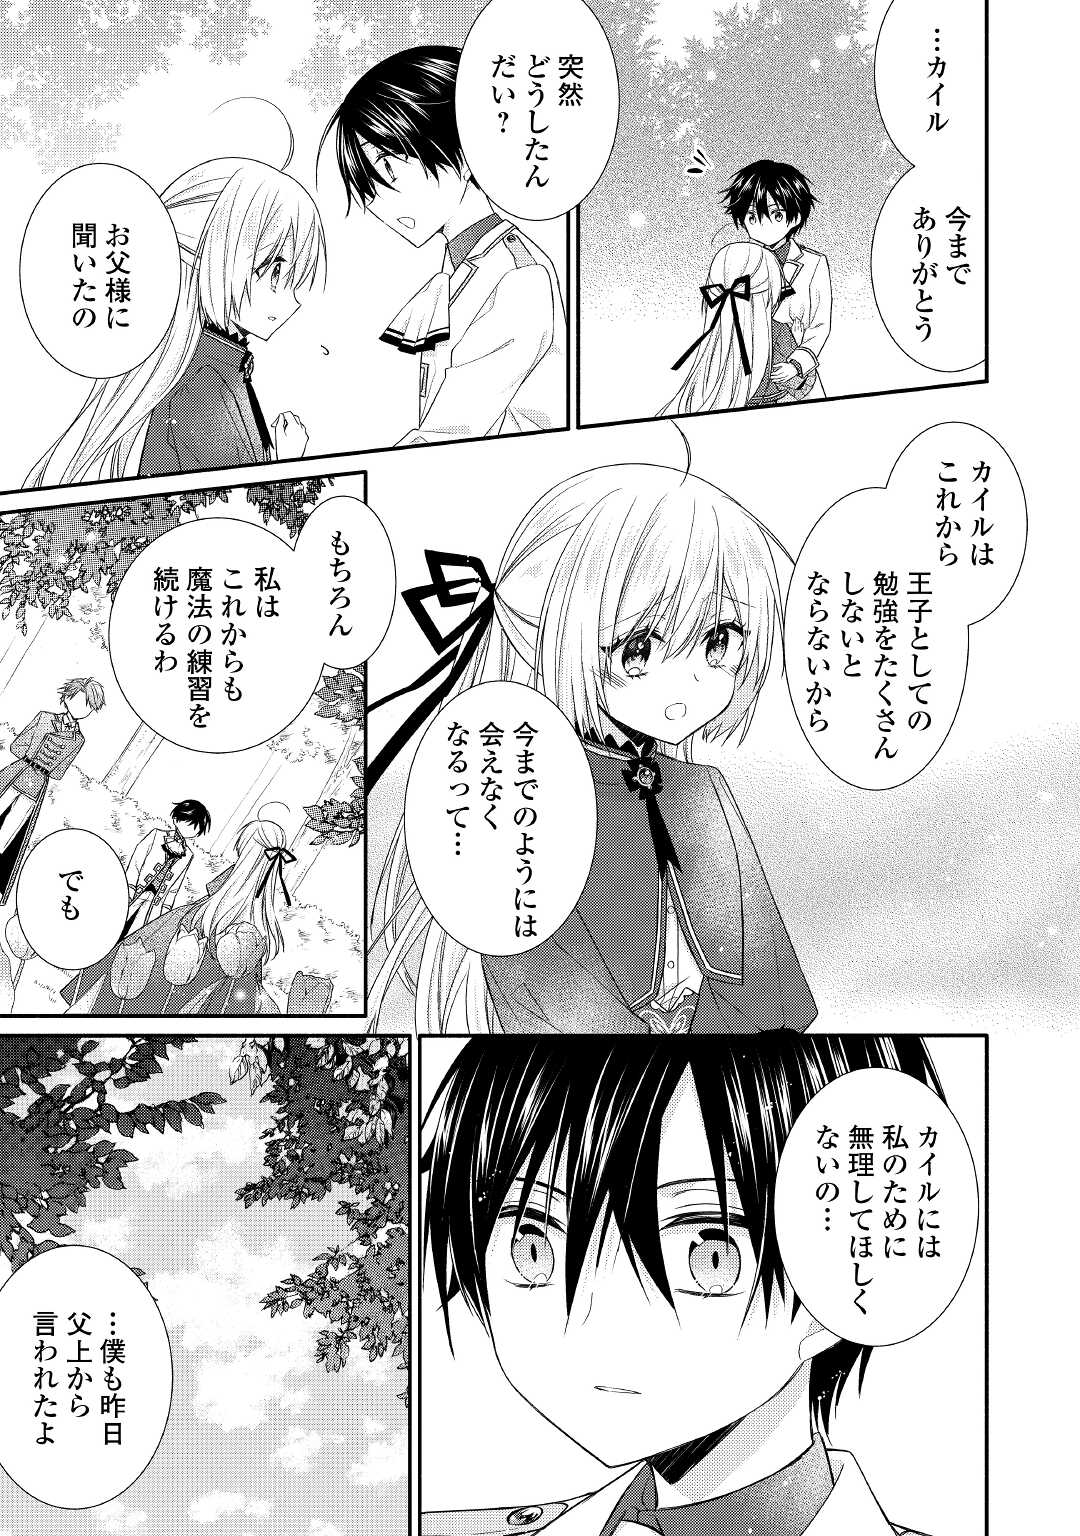 …カイル
今まで
ありがとう
突然
どうしたん
だい？
お父様に
聞いたの
カイルは
これから
王子としての
勉強をたくさん
しないと
ならないから
今までのようには
会えなく
なるって…
もちろん
私は
これからも
魔法の練習を
続けるわ
でも
カイルには
私のために
無理してほしく
ないの…
…僕も昨日
父上から
言われたよ